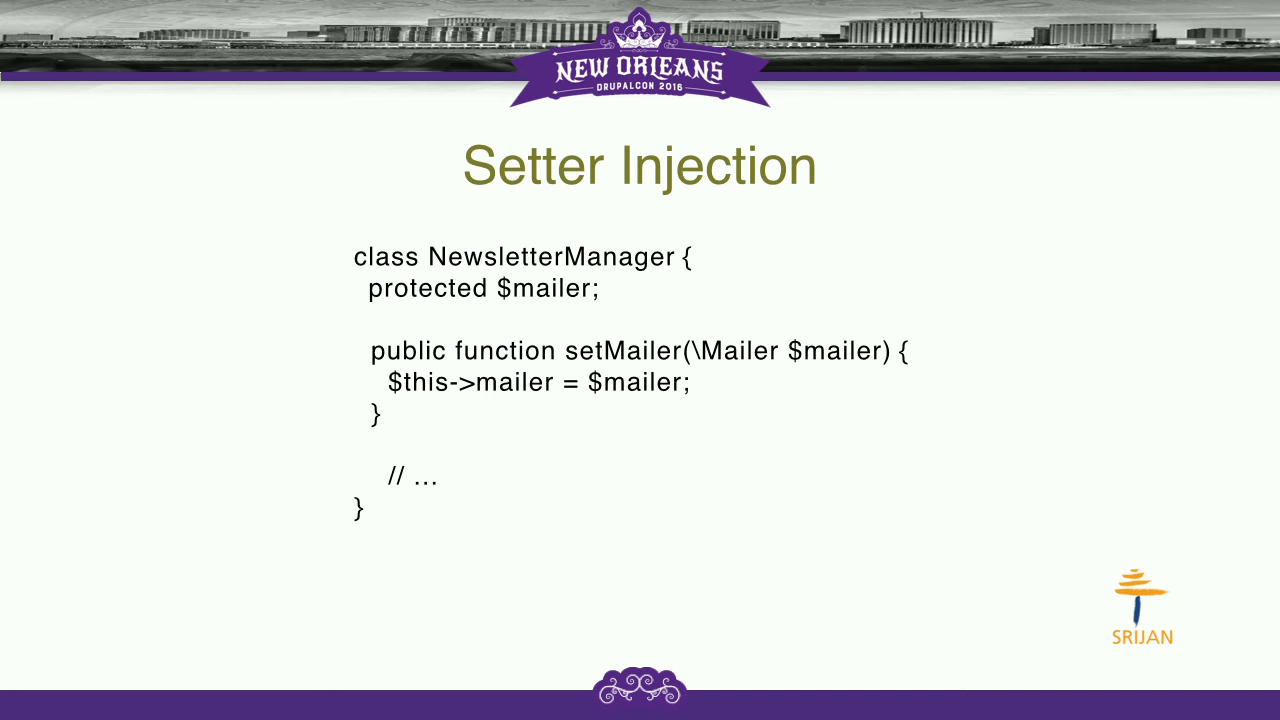 NEW ORLEANS
DRUPALCON 2016
Setter Injection
class NewsletterManager {
protected $mailer;
public function setMailer(\Mailer $mailer) {
$this->mailer = $mailer;
}
// ...
}
SRIJAN